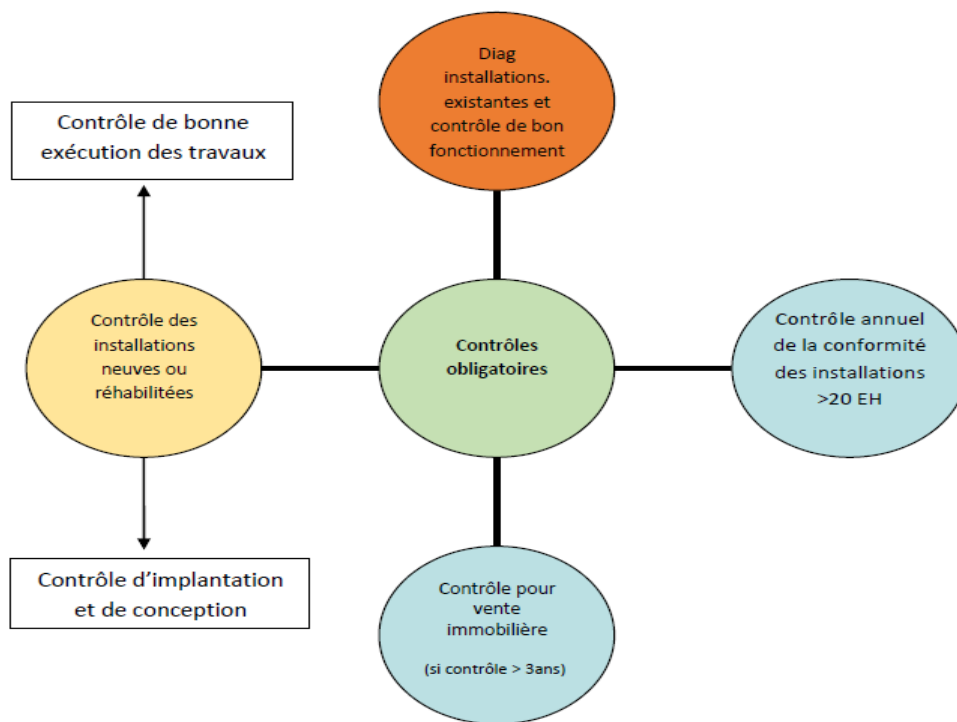 Diag
installations.
existantes et
contrôle de bon
fonctionnement
Contrôle de bonne
exécution des travaux
Contrôle des
installations
neuves ou
réhabilitées
Contrôles
obligatoires
Contrôle annuel
de la conformité
des installations
>20 EH
Contrôle d’implantation
et de conception
Contrôle pour
vente
immobilière
(si contrôle > 3ans)